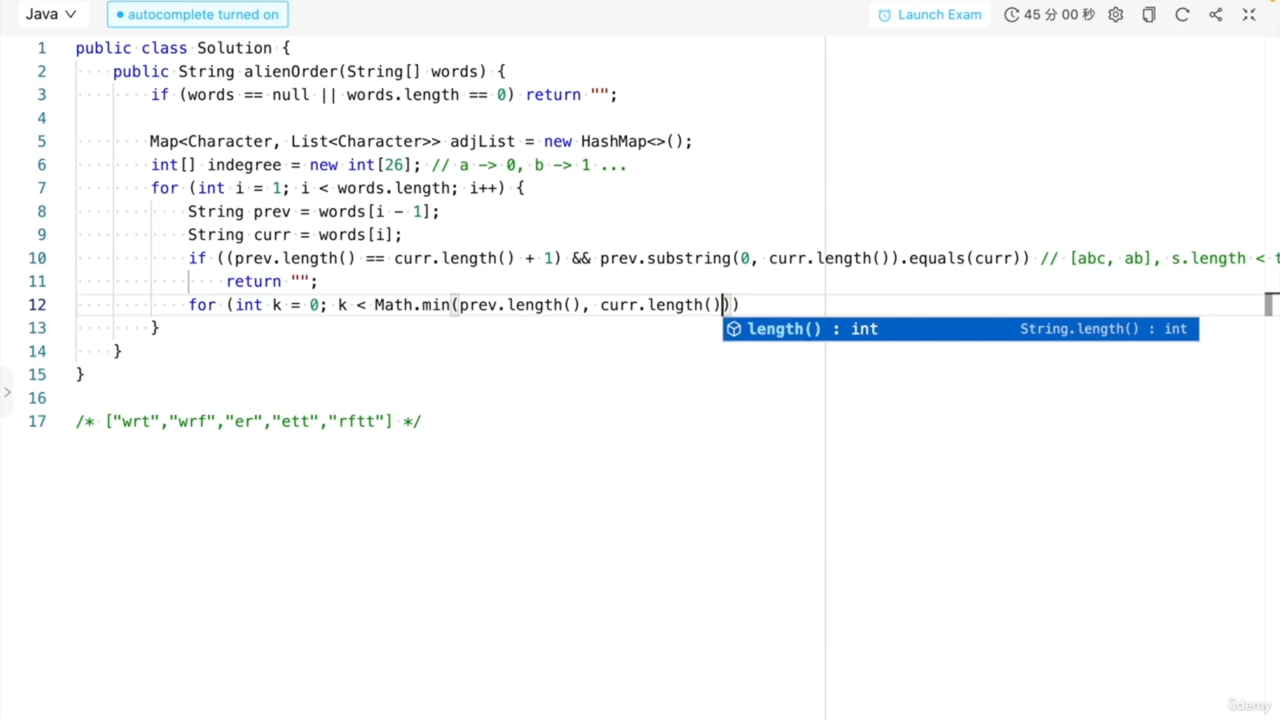 Java
autocomplete turned on
Launch Exam
45 分 00 秒
1 public class Solution {
2 public String alienOrder(String[] words) {
3 if (words == null || words.length == 0) return "";
4
5 Map<Character, List<Character>> adjList = new HashMap<>();
6 int[] indegree = new int[26]; // a -> 0, b -> 1 ...
7 for (int i = 1; i < words.length; i++) {
8 String prev = words[i - 1];
9 String curr = words[i];
10 if ((prev.length() == curr.length() + 1) && prev.substring(0, curr.length()).equals(curr)) // [abc, ab], s.length <
11 return "";
12 for (int k = 0; k < Math.min(prev.length(), curr.length()))
length() : int String.length() : int
13 }
14 }
15 }
16
17 /* ["wrt","wrf","er","ett","rftt"] */
ûdemy